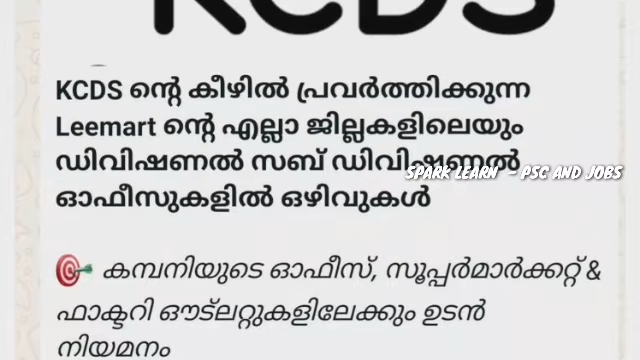 KCDS
KCDS ന്റെ കീഴിൽ പ്രവർത്തിക്കുന്ന
Leemart ന്റെ എല്ലാ ജില്ലകളിലെയും
ഡിവിഷണൽ സബ് ഡിവിഷണൽ
SPARK LEARN - PSC AND JOBS
ഓഫീസുകളിൽ ഒഴിവുകൾ
കമ്പനിയുടെ ഓഫീസ്, സൂപ്പർമാർക്കറ്റ് &
ഫാക്ടറി ഔട്ട്ലറ്റുകളിലേക്കും ഉടൻ
നിയമനം